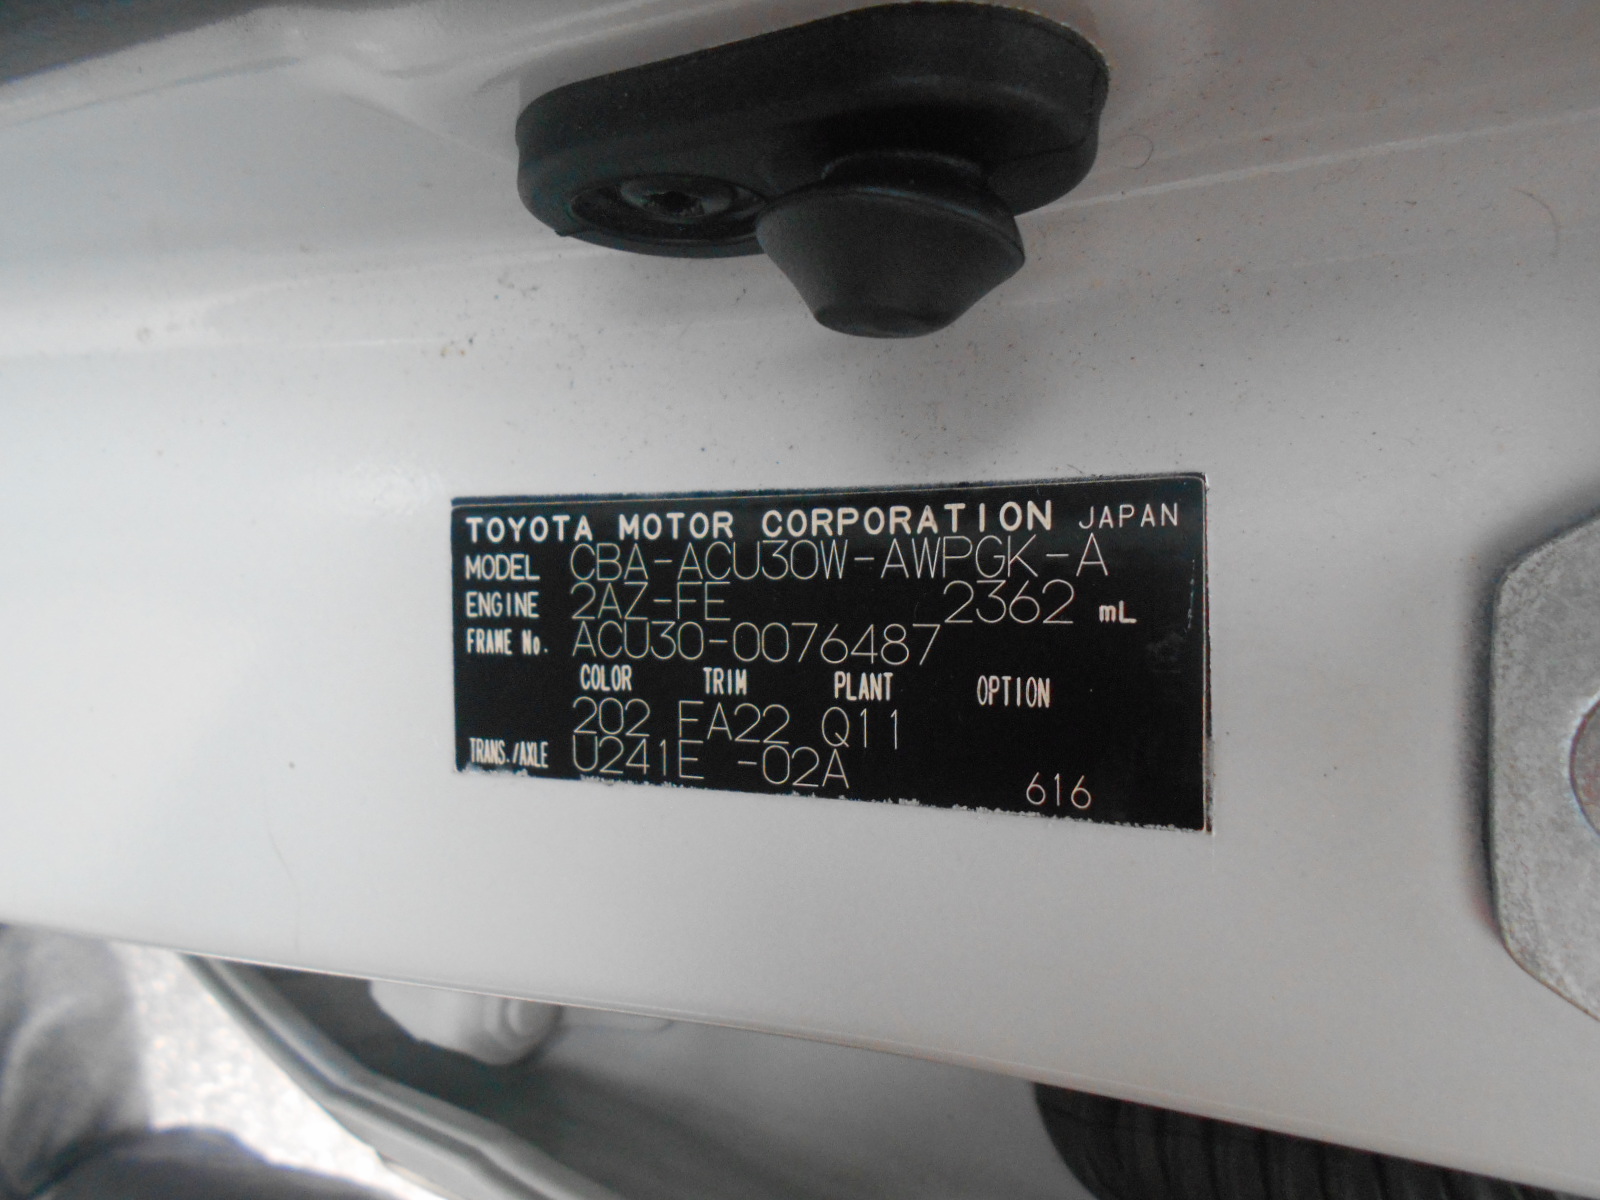 TOYOTA MOTOR CORPORATION JAPAN
MODEL CBA-ACU30W-AWPGK-A
ENGINE 2AZ-FE 2362 mL
FRAME No. ACU30-0076487
COLOR TRIM PLANT OPTION
202 FA22 Q11
TRANS./AXLE U241E -02A
616